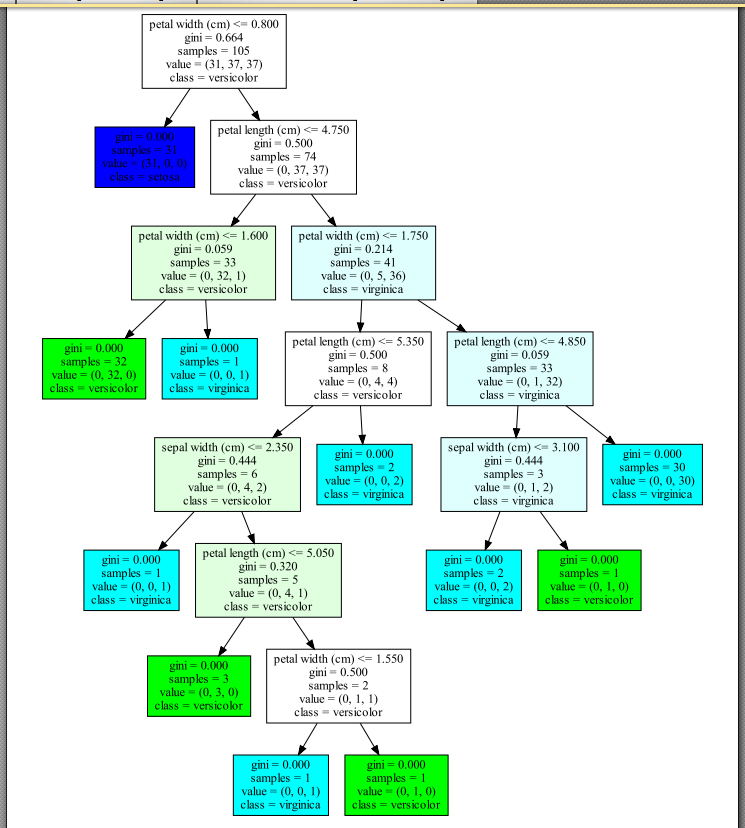 petal width (cm) <= 0.800
gini = 0.664
samples = 105
value = (31, 37, 37)
class = versicolor
gini = 0.000
samples = 31
value = (31, 0, 0)
class = setosa
petal length (cm) <= 4.750
gini = 0.500
samples = 74
value = (0, 37, 37)
class = versicolor
petal width (cm) <= 1.600
gini = 0.059
samples = 33
value = (0, 32, 1)
class = versicolor
petal width (cm) <= 1.750
gini = 0.214
samples = 41
value = (0, 5, 36)
class = virginica
gini = 0.000
samples = 32
value = (0, 32, 0)
class = versicolor
gini = 0.000
samples = 1
value = (0, 0, 1)
class = virginica
petal length (cm) <= 5.350
gini = 0.500
samples = 8
value = (0, 4, 4)
class = versicolor
petal length (cm) <= 4.850
gini = 0.059
samples = 33
value = (0, 1, 32)
class = virginica
sepal width (cm) <= 2.350
gini = 0.444
samples = 6
value = (0, 4, 2)
class = versicolor
gini = 0.000
samples = 2
value = (0, 0, 2)
class = virginica
sepal width (cm) <= 3.100
gini = 0.444
samples = 3
value = (0, 1, 2)
class = virginica
gini = 0.000
samples = 30
value = (0, 0, 30)
class = virginica
gini = 0.000
samples = 1
value = (0, 0, 1)
class = virginica
petal length (cm) <= 5.050
gini = 0.320
samples = 5
value = (0, 4, 1)
class = versicolor
gini = 0.000
samples = 2
value = (0, 0, 2)
class = virginica
gini = 0.000
samples = 1
value = (0, 1, 0)
class = versicolor
gini = 0.000
samples = 3
value = (0, 3, 0)
class = versicolor
petal width (cm) <= 1.550
gini = 0.500
samples = 2
value = (0, 1, 1)
class = versicolor
gini = 0.000
samples = 1
value = (0, 0, 1)
class = virginica
gini = 0.000
samples = 1
value = (0, 1, 0)
class = versicolor